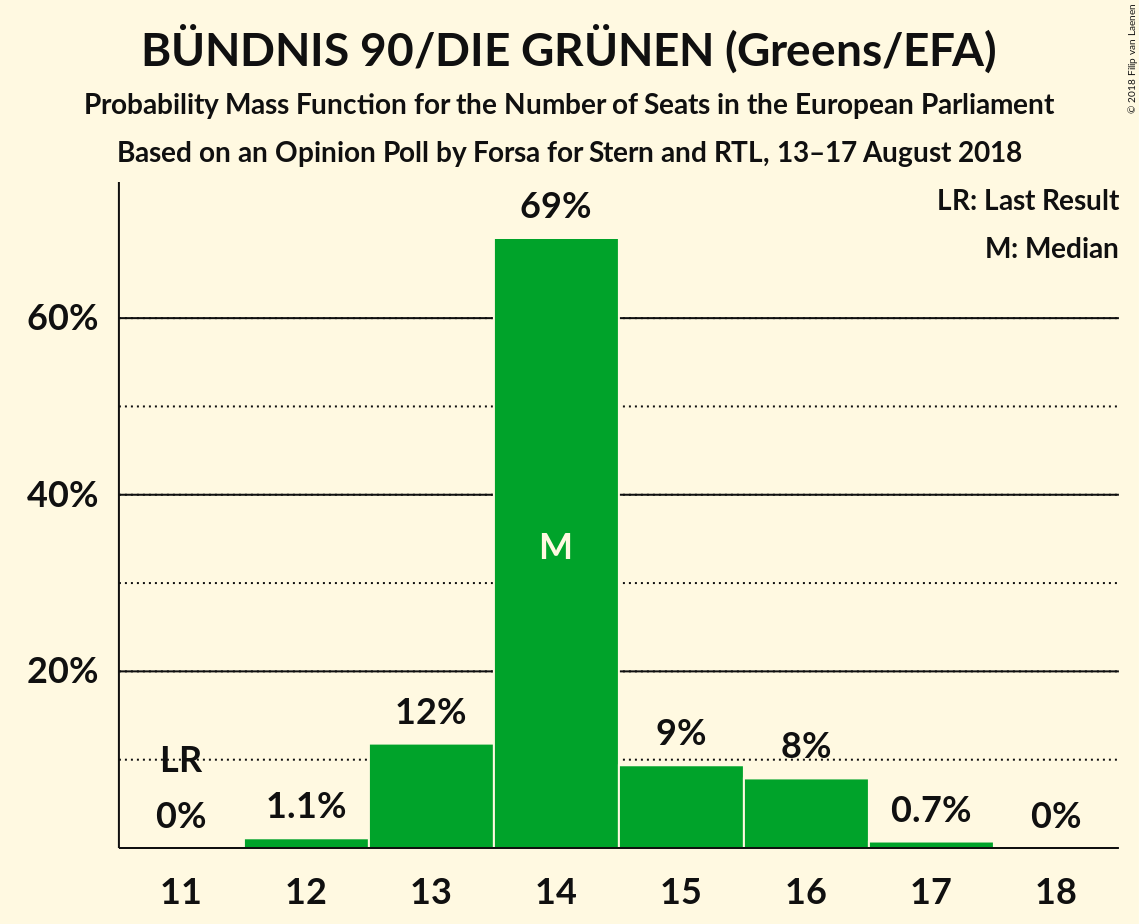 BÜNDNIS 90/DIE GRÜNEN (Greens/EFA)
Probability Mass Function for the Number of Seats in the European Parliament
Based on an Opinion Poll by Forsa for Stern and RTL, 13–17 August 2018
© 2018 Filip van Laenen
LR: Last Result
M: Median
69%
60%
40%
M
20%
12%
9%
8%
LR
0%
1.1%
0.7%
0%
11 12 13 14 15 16 17 18